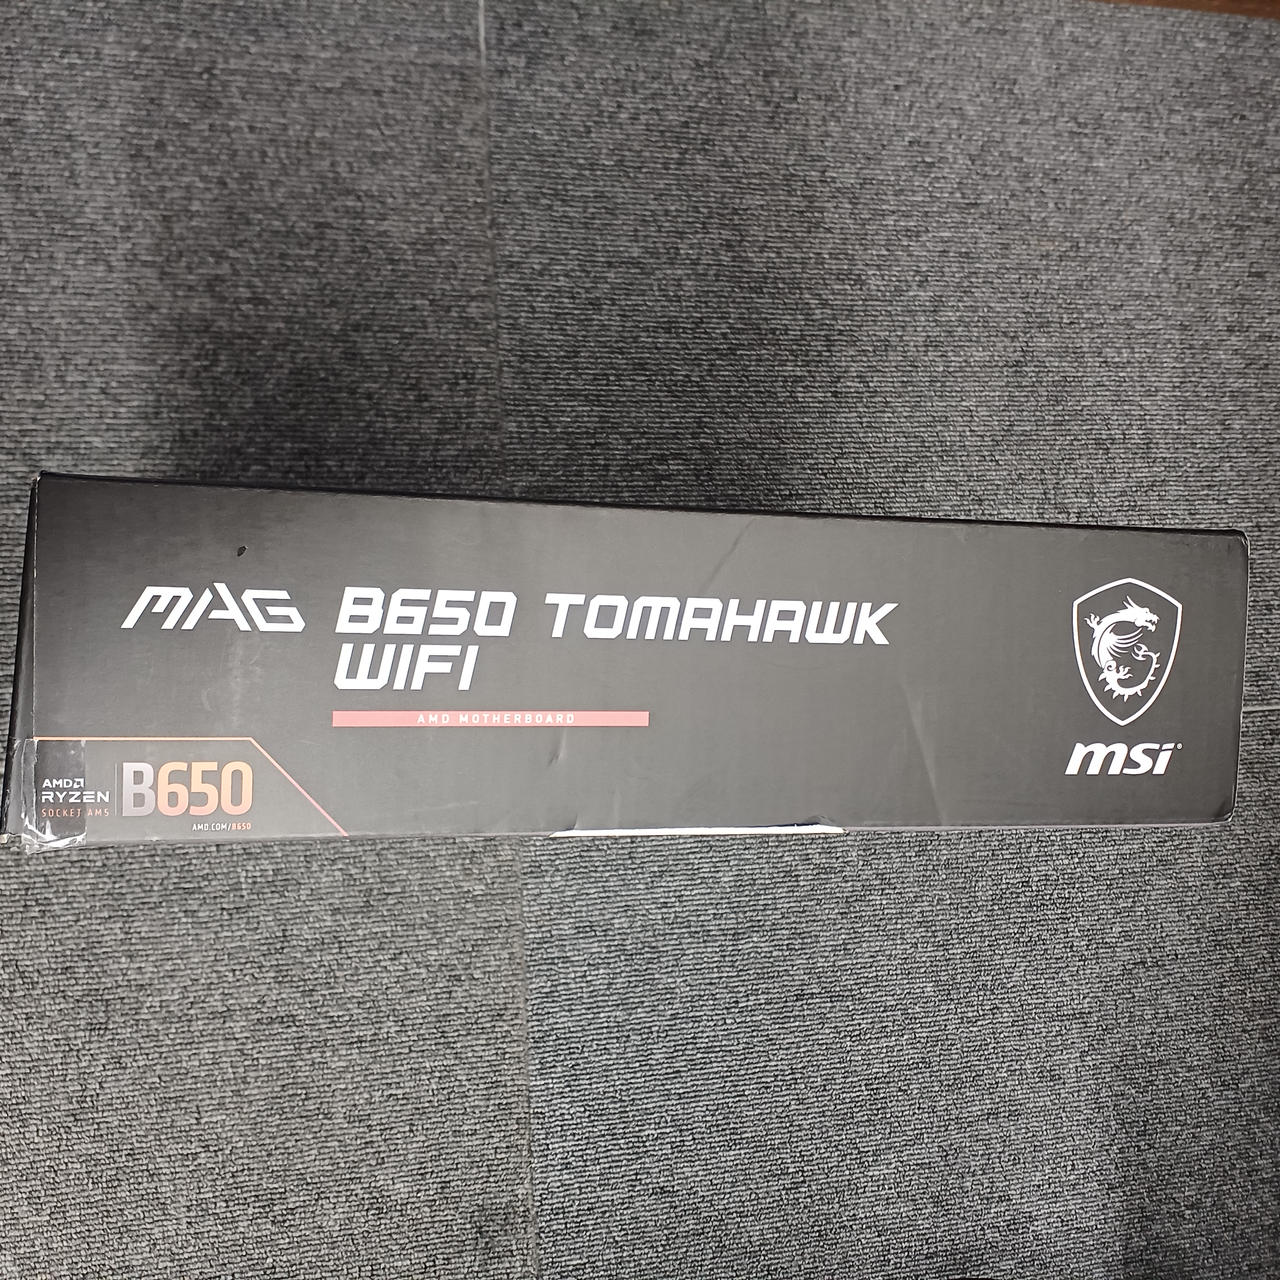 MAG B650 TOMAHAWK
WIFI
AMD MOTHERBOARD
msi
AMD
RYZEN
SOCKET AM5
B650
AMD.COM/B650